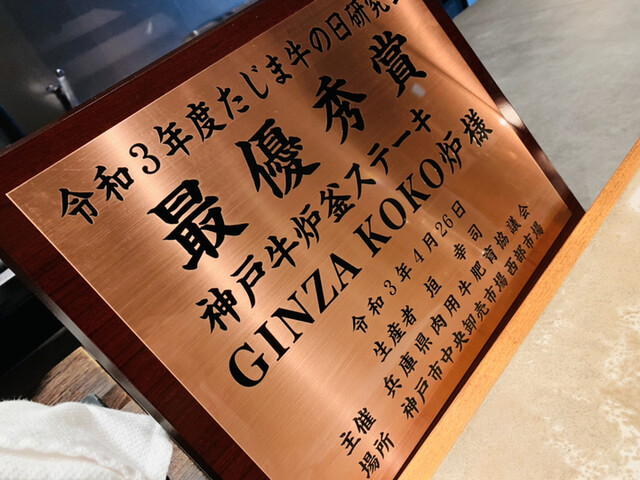 令和3年度たじま牛の日研究
最優秀賞
神戸牛炉釜ステーキ
GINZA KOKO炉様
令和3年4月26日
生産者 垣 幸司
主催 兵庫県肉用牛肥育協議会
場所 神戸市中央卸売市場西部市場